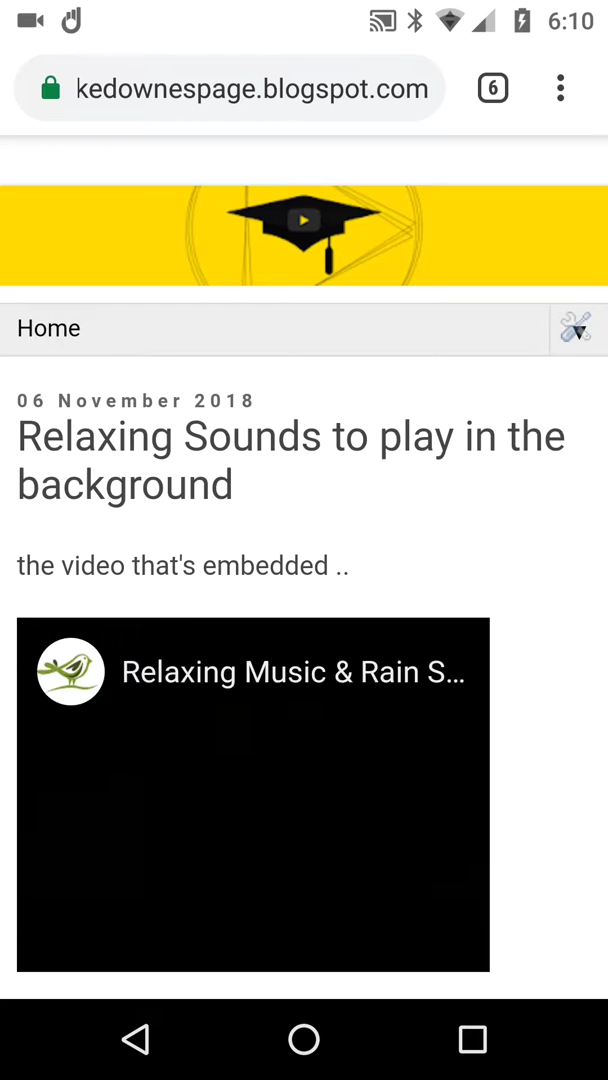 6:10
kedownespage.blogspot.com
6
Home
06 November 2018
Relaxing Sounds to play in the
background
the video that's embedded ..
Relaxing Music & Rain S...